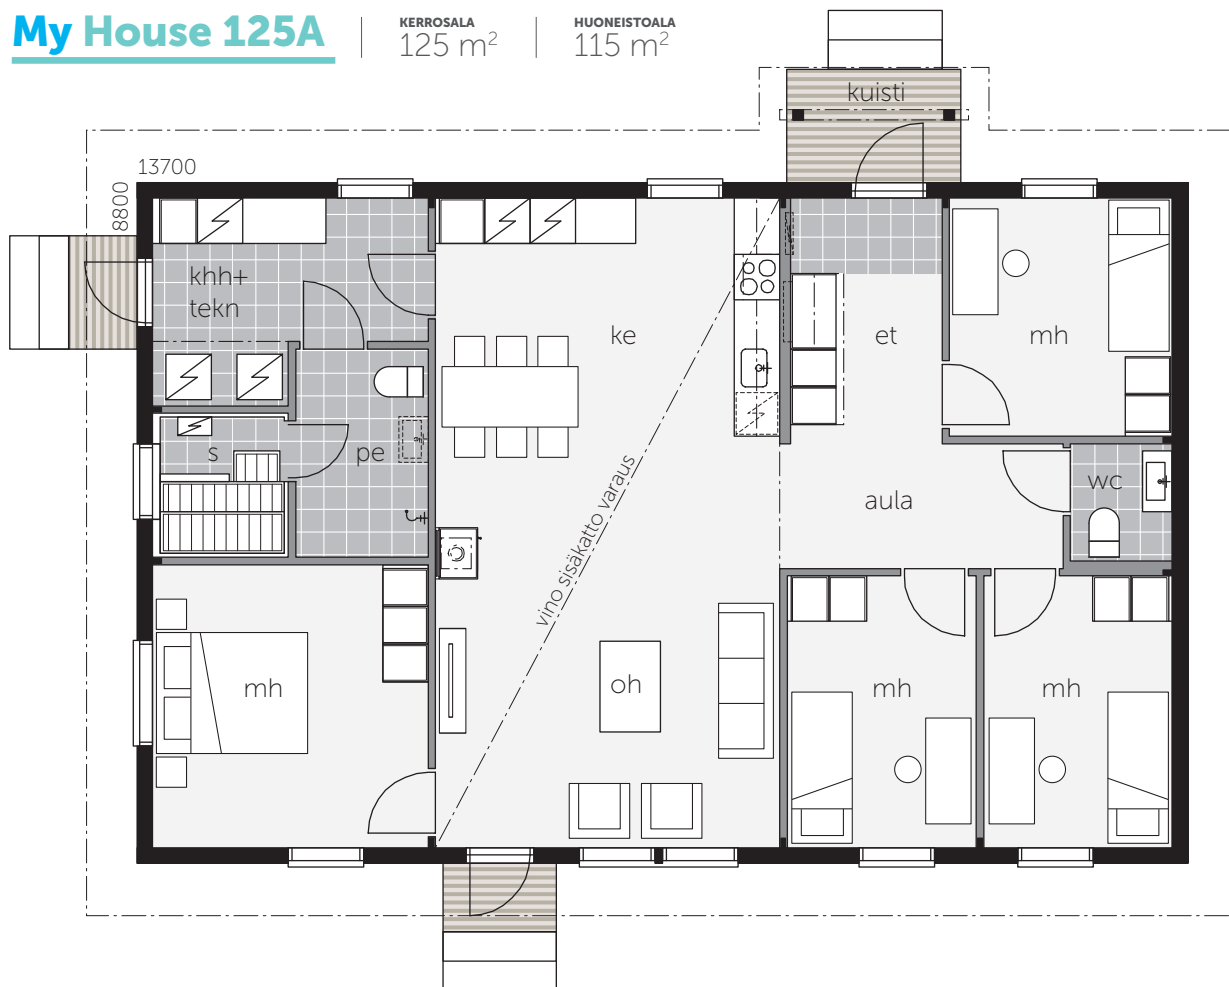 My House 125A
KERROSALA
125 m²
HUONEISTOALA
115 m²
kuisti
13700
8800
khh+
tekn
ke
et
mh
s
pe
aula
wc
vino sisäkatto varaus
mh
oh
mh
mh